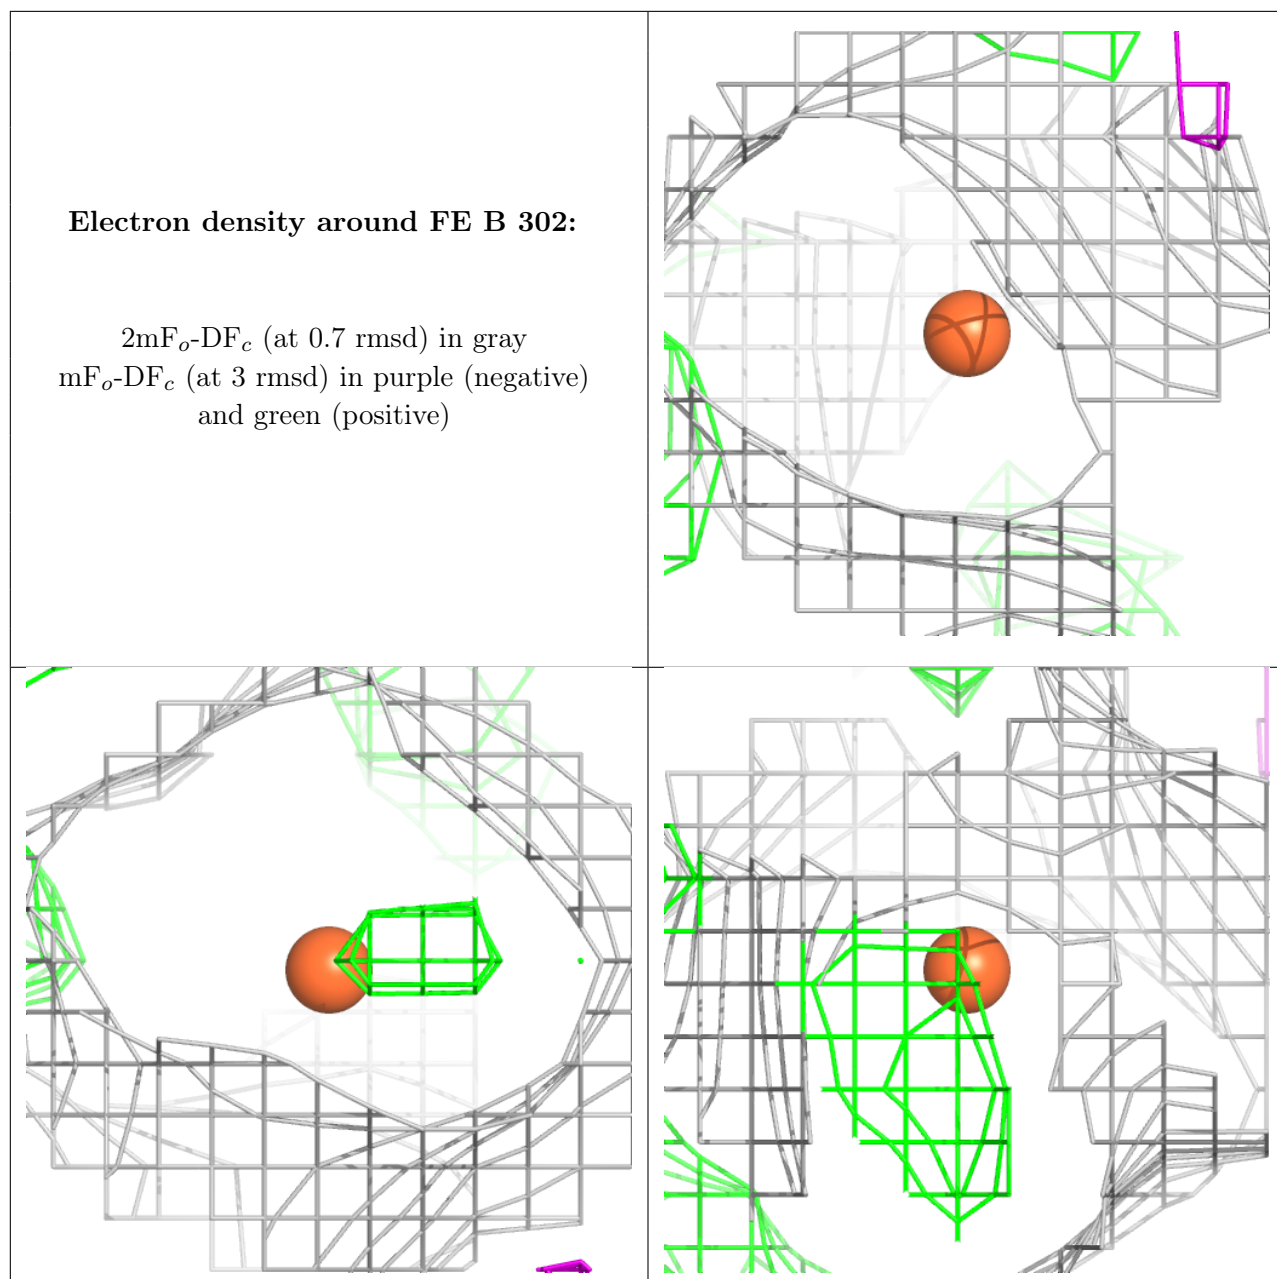 Electron density around FE B 302:
2mFo-DFc (at 0.7 rmsd) in gray
mFo-DFc (at 3 rmsd) in purple (negative)
and green (positive)